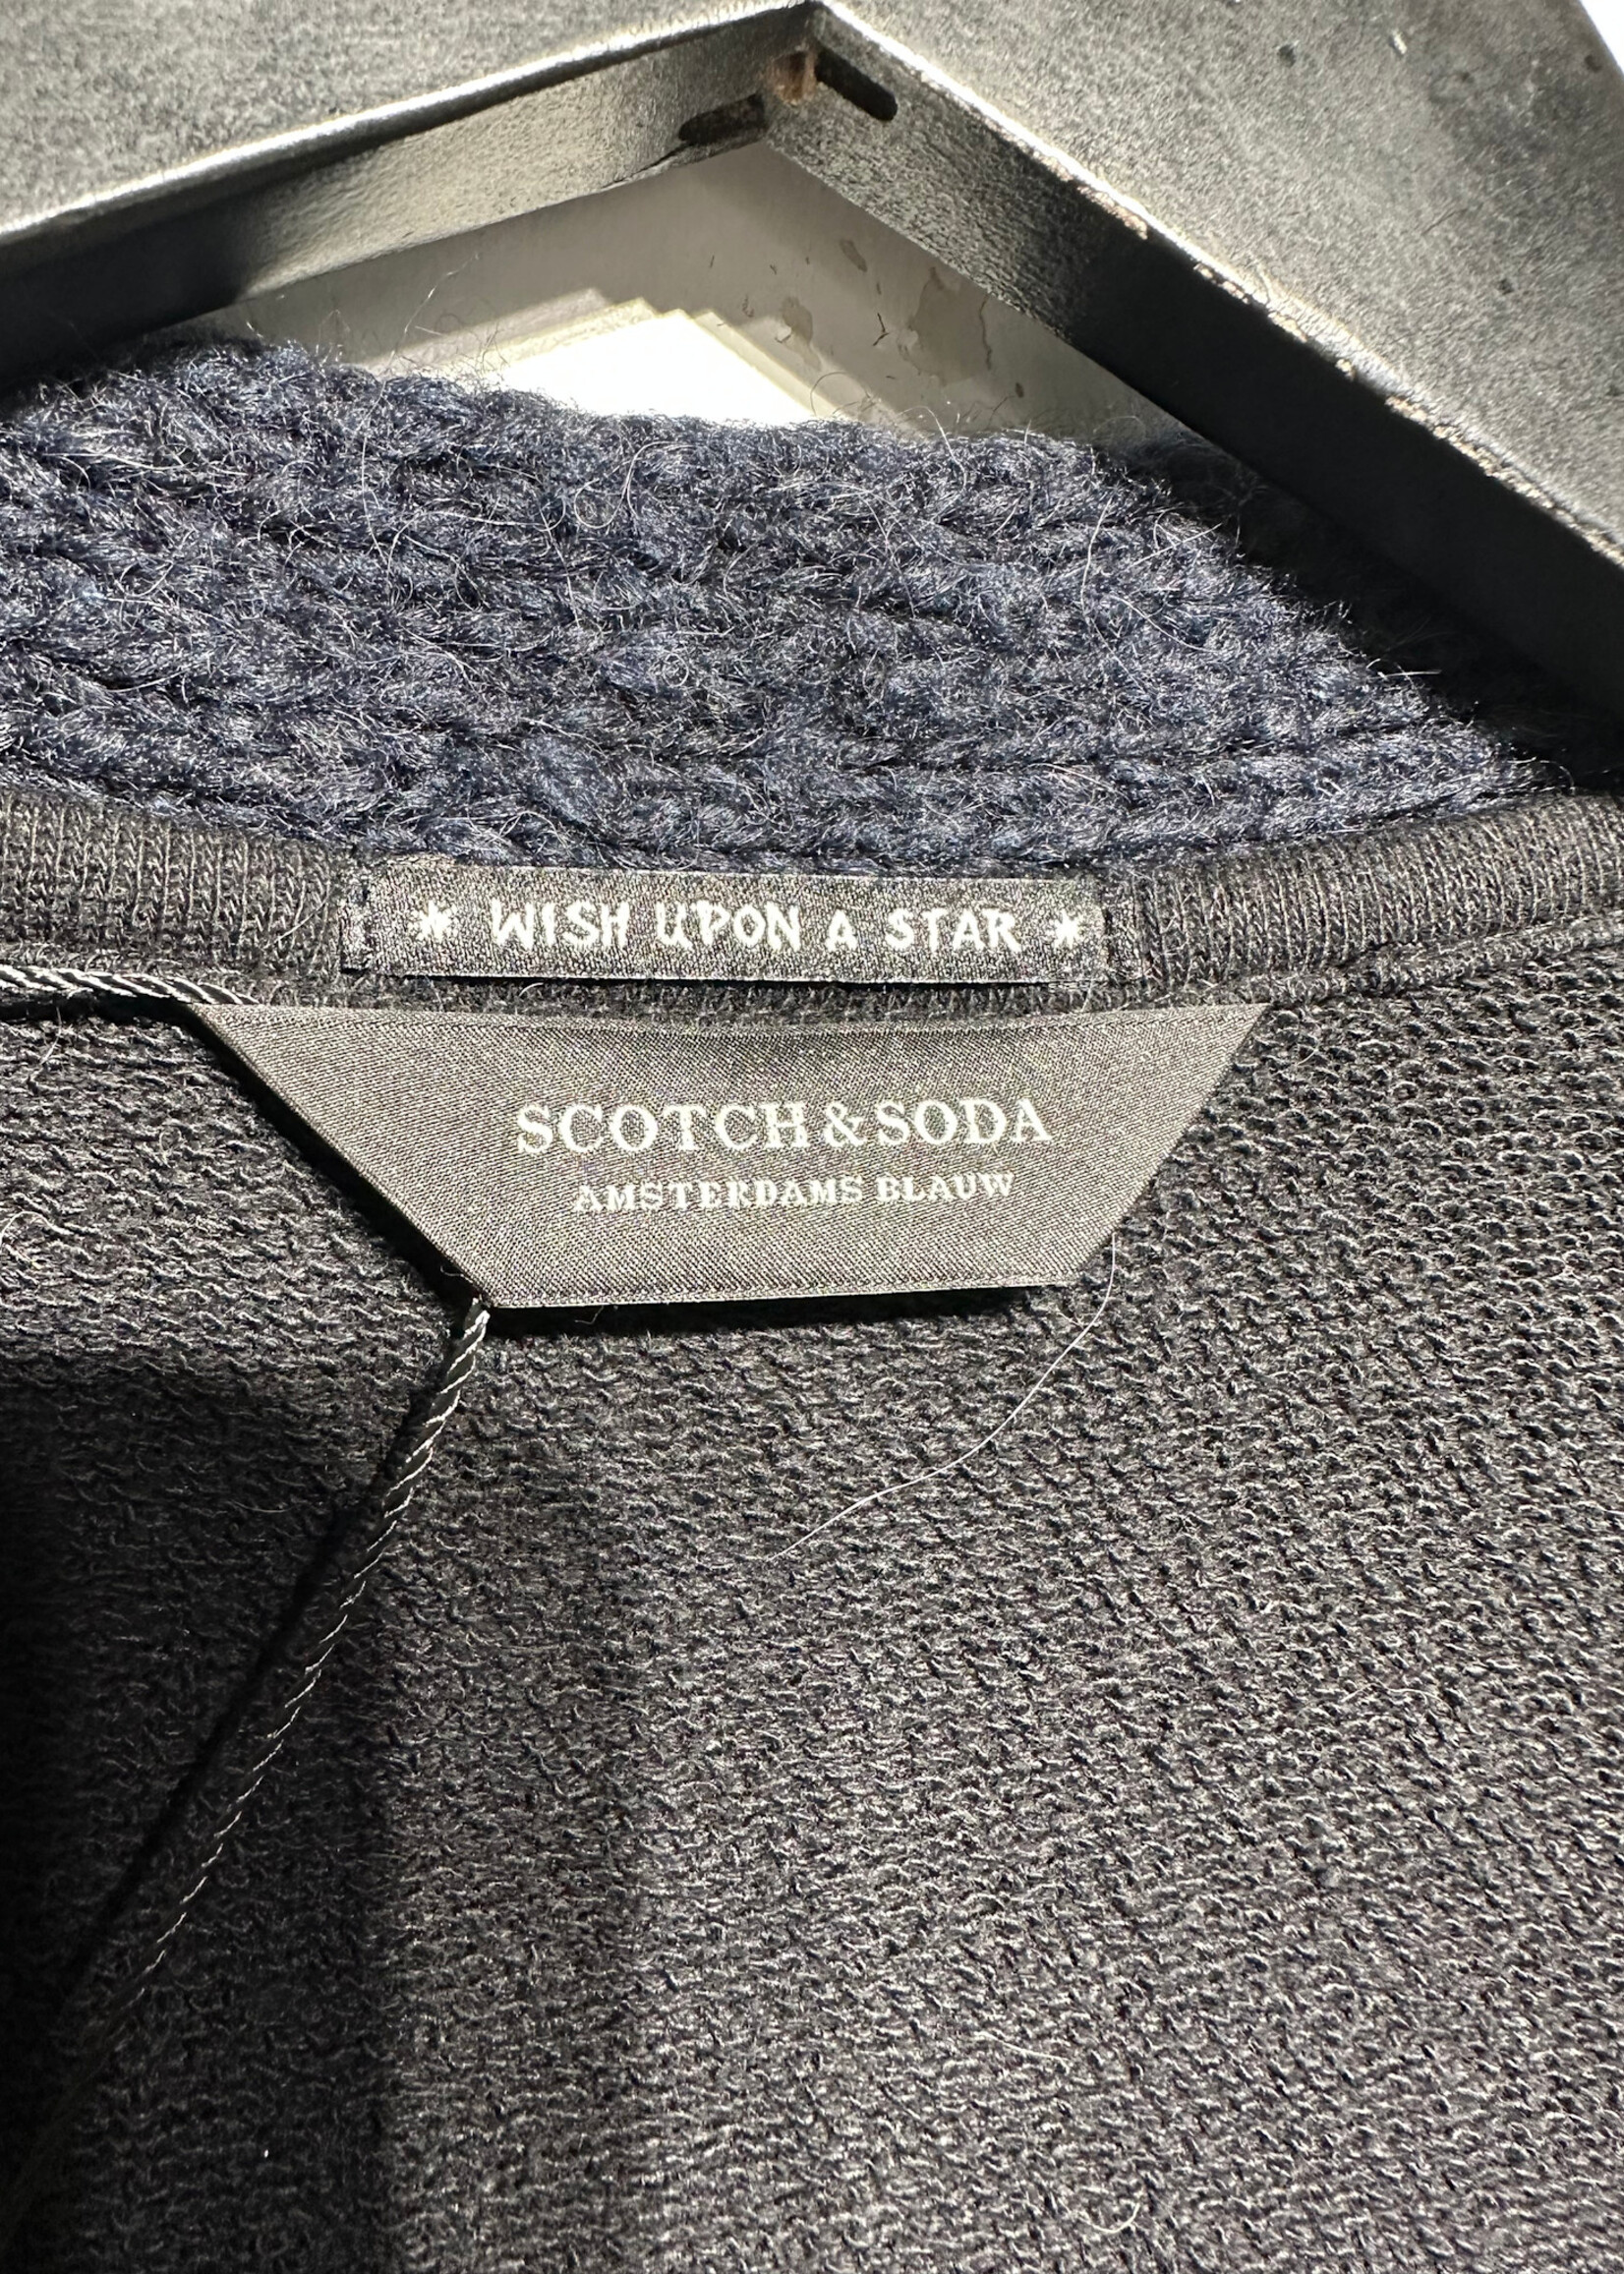 * WISH UPON A STAR *
SCOTCH & SODA
AMSTERDAMS BLAUW